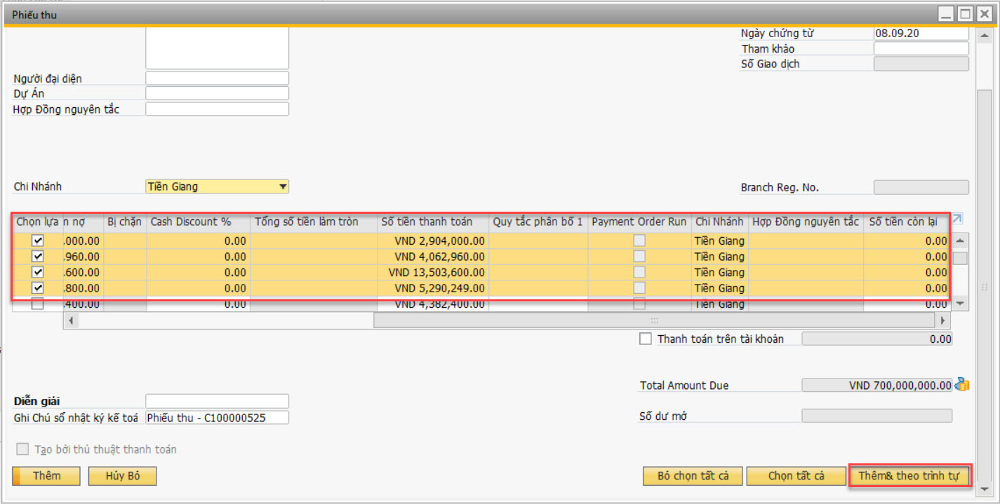 Phiếu thu
Ngày chứng từ 08.09.20
Tham khảo
Số Giao dịch
Người đại diện
Dự Án
Hợp Đồng nguyên tắc
Chi Nhánh Tiền Giang Branch Reg. No.
Chọn lựa n nợ Bị chặn Cash Discount % Tổng số tiền làm tròn Số tiền thanh toán Quy tắc phân bố 1 Payment Order Run Chi Nhánh Hợp Đồng nguyên tắc Số tiền còn lại
.000.00 0.00 VND 2,904,000.00 Tiền Giang 0.00
.960.00 0.00 VND 4,062,960.00 Tiền Giang 0.00
.600.00 0.00 VND 13,503,600.00 Tiền Giang 0.00
.800.00 0.00 VND 5,290,249.00 Tiền Giang 0.00
.400.00 0.00 VND 4,382,400.00 Tiền Giang 0.00
Thanh toán trên tài khoản 0.00
Total Amount Due VND 700,000,000.00
Diễn giải
Ghi Chú sổ nhật ký kế toá Phiếu thu - C100000525 Số dư mở
Tạo bởi thủ thuật thanh toán
Thêm Hủy Bỏ Bỏ chọn tất cả Chọn tất cả Thêm& theo trình tự